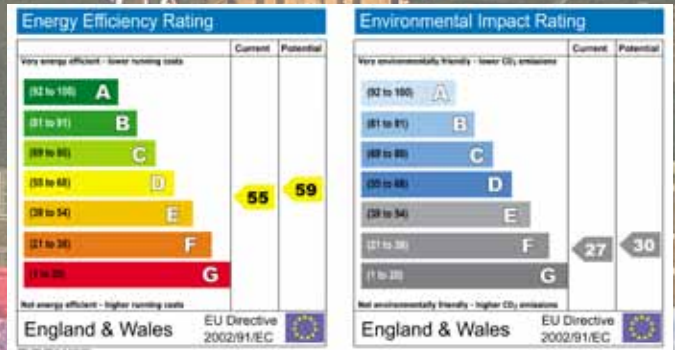 Energy Efficiency Rating
Current Potential
Very energy efficient - lower running costs
(92 to 100) A
(81 to 91) B
(69 to 80) C
(55 to 68) D
(39 to 54) E
(21 to 38) F
(1 to 20) G
55
59
Not energy efficient - higher running costs
England & Wales
EU Directive
2002/91/EC
Environmental Impact Rating
Current Potential
Very environmentally friendly - lower CO₂ emissions
(92 to 100) A
(81 to 91) B
(69 to 80) C
(55 to 68) D
(39 to 54) E
(21 to 38) F
(1 to 20) G
27
30
Not environmentally friendly - higher CO₂ emissions
England & Wales
EU Directive
2002/91/EC